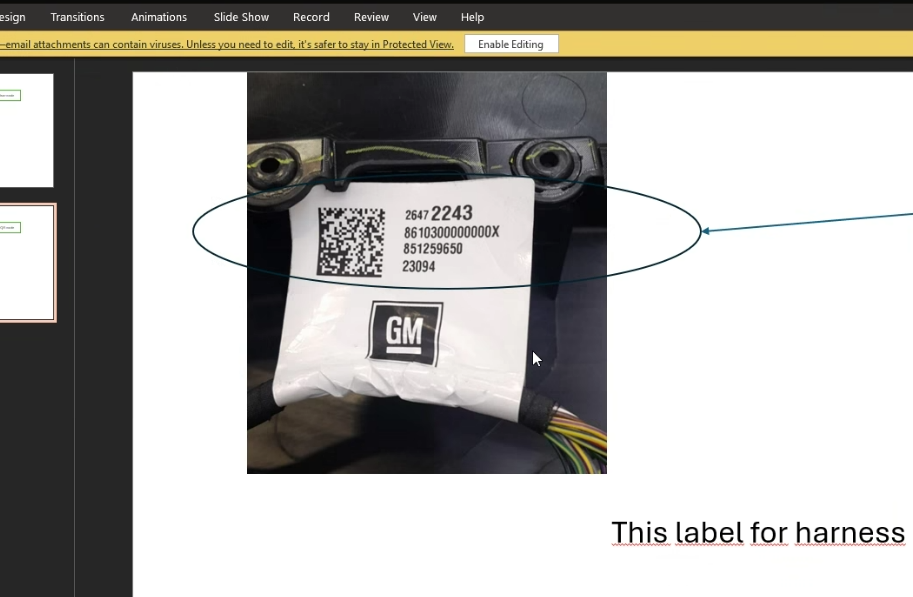 esign Transitions Animations Slide Show Record Review View Help
—email attachments can contain viruses. Unless you need to edit, it's safer to stay in Protected View. Enable Editing
2647 2243
8610300000000X
851259650
23094
GM
This label for harness